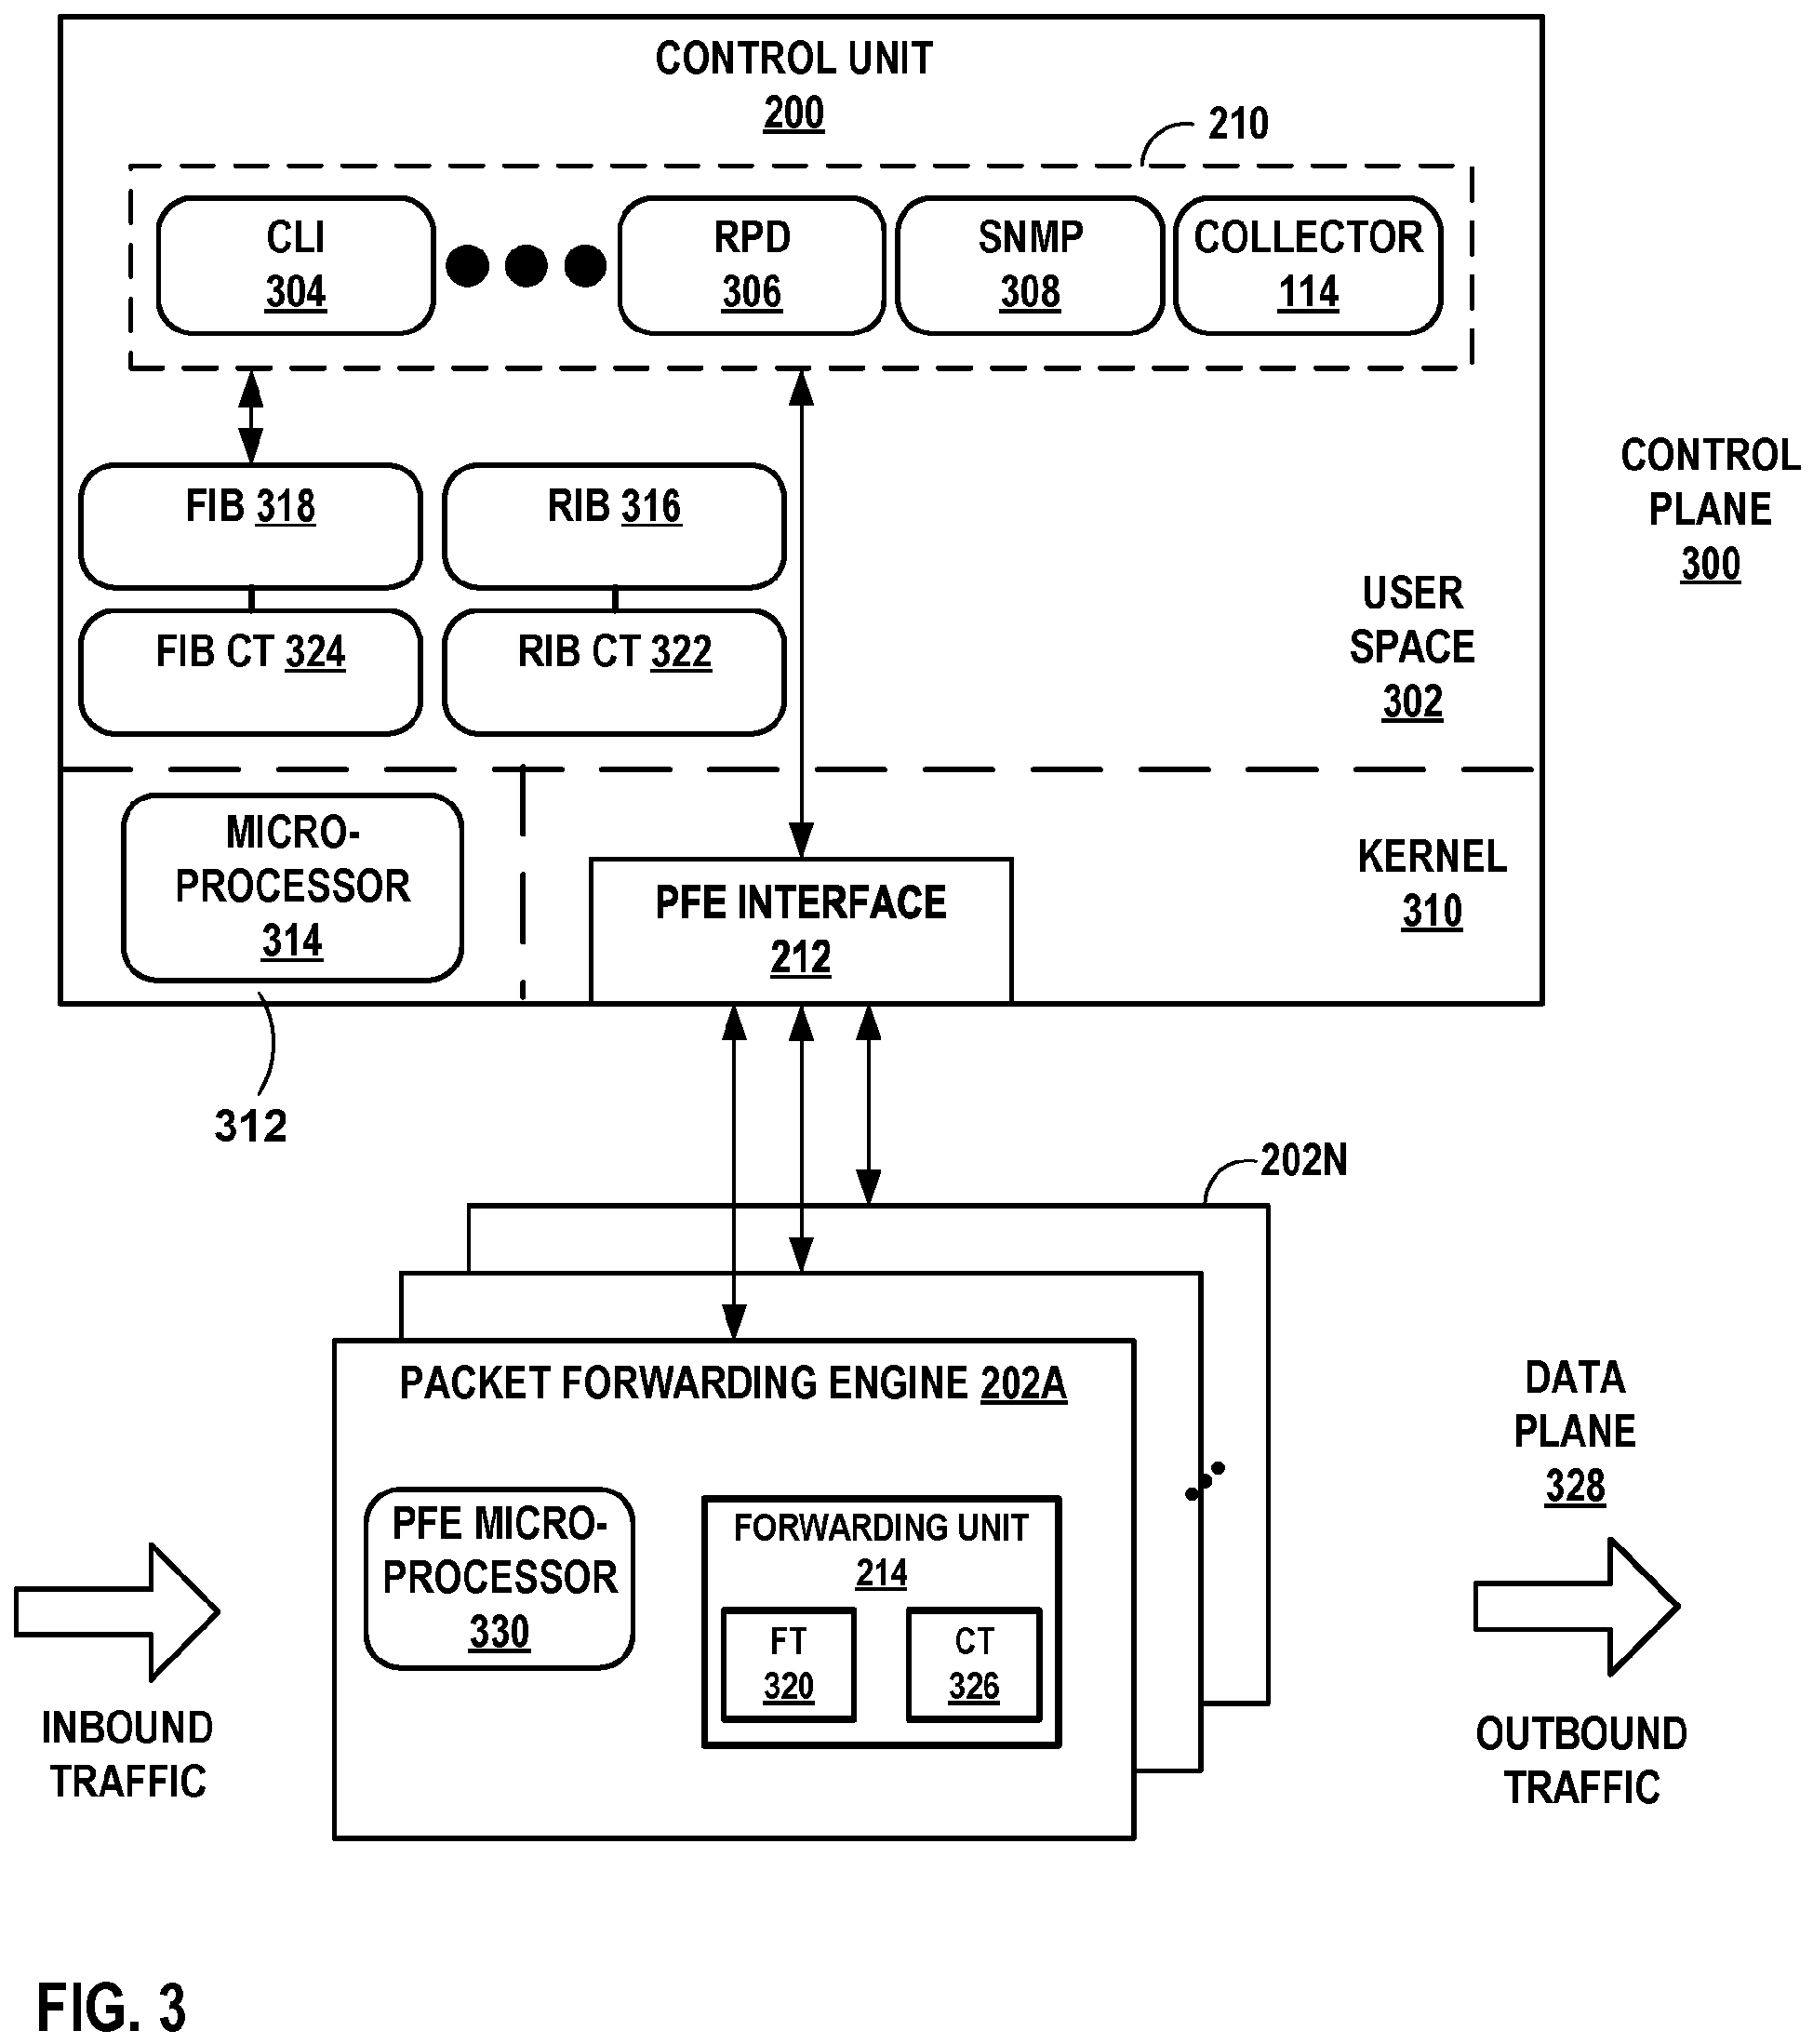 CONTROL UNIT
200
210
CLI
304
RPD
306
SNMP
308
COLLECTOR
114
FIB 318
RIB 316
FIB CT 324
RIB CT 322
USER
SPACE
302
CONTROL
PLANE
300
MICRO-
PROCESSOR
314
PFE INTERFACE
212
KERNEL
310
312
202N
PACKET FORWARDING ENGINE 202A
PFE MICRO-
PROCESSOR
330
FORWARDING UNIT
214
FT
320
CT
326
DATA
PLANE
328
INBOUND
TRAFFIC
OUTBOUND
TRAFFIC
FIG. 3